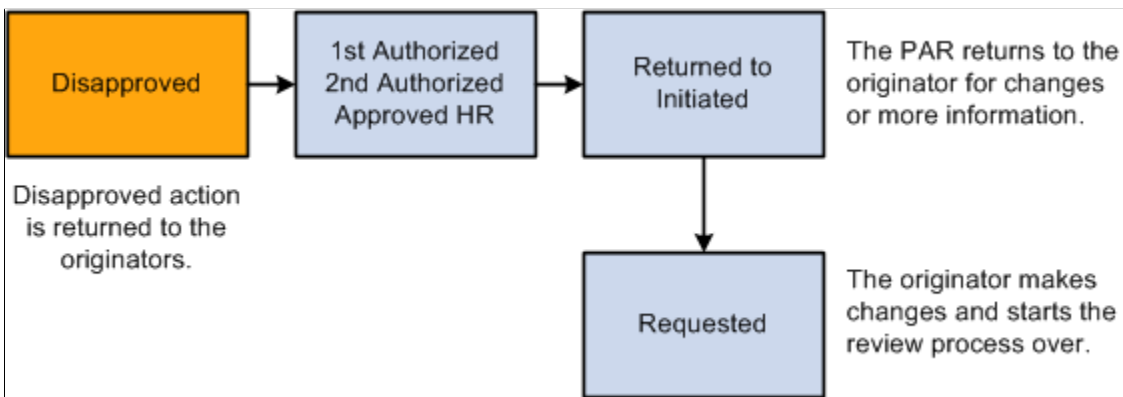 Disapproved
1st Authorized
2nd Authorized
Approved HR
Returned to
Initiated
The PAR returns to the
originator for changes
or more information.
Disapproved action
is returned to the
originators.
Requested
The originator makes
changes and starts the
review process over.